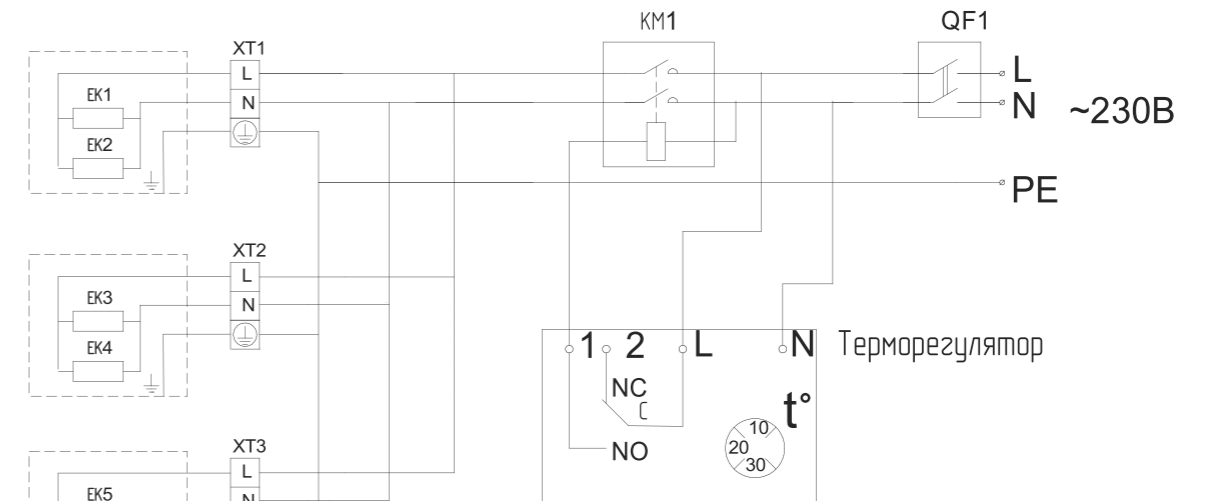 KM1
QF1
XT1
L
L
EK1
N
N
~230В
EK2
PE
XT2
L
EK3
N
EK4
1
2
L
N
Терморегулятор
NC
C
t°
10
20
30
NO
XT3
L
EK5
N